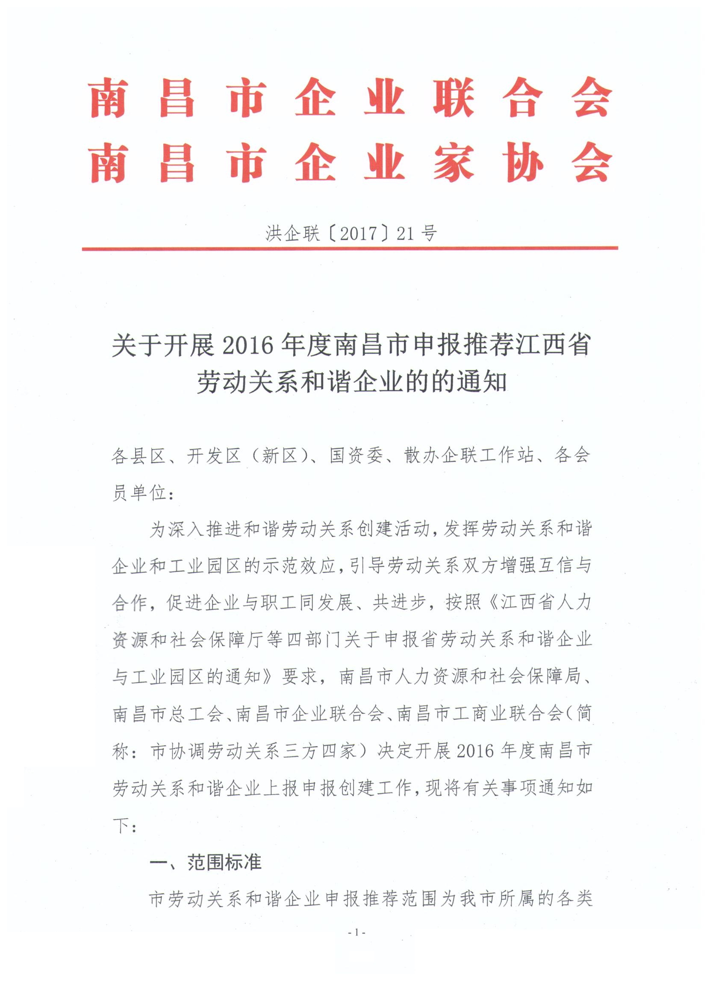 南昌市企业联合会
南昌市企业家协会
洪企联〔2017〕21号
关于开展2016年度南昌市申报推荐江西省
劳动关系和谐企业的的通知
各县区、开发区（新区）、国资委、散办企联工作站、各会
员单位：
为深入推进和谐劳动关系创建活动，发挥劳动关系和谐
企业和工业园区的示范效应，引导劳动关系双方增强互信与
合作，促进企业与职工同发展、共进步，按照《江西省人力
资源和社会保障厅等四部门关于申报省劳动关系和谐企业
与工业园区的通知》要求，南昌市人力资源和社会保障局、
南昌市总工会、南昌市企业联合会、南昌市工商业联合会（简
称：市协调劳动关系三方四家）决定开展2016年度南昌市
劳动关系和谐企业上报申报创建工作，现将有关事项通知如
下：
一、范围标准
市劳动关系和谐企业申报推荐范围为我市所属的各类
- 1 -